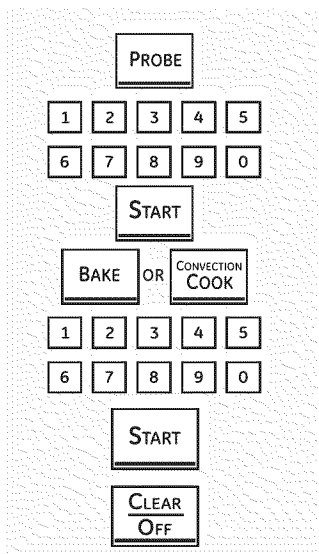 PROBE
1 2 3 4 5
6 7 8 9 0
START
BAKE OR CONVECTION COOK
1 2 3 4 5
6 7 8 9 0
START
CLEAR
OFF